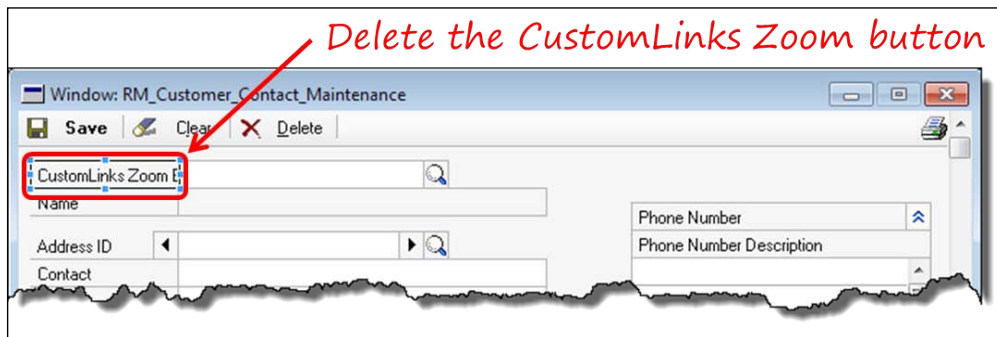 Delete the CustomLinks Zoom button
Window: RM_Customer_Contact_Maintenance
Save Clear Delete
CustomLinks Zoom
Name
Phone Number
Address ID
Phone Number Description
Contact